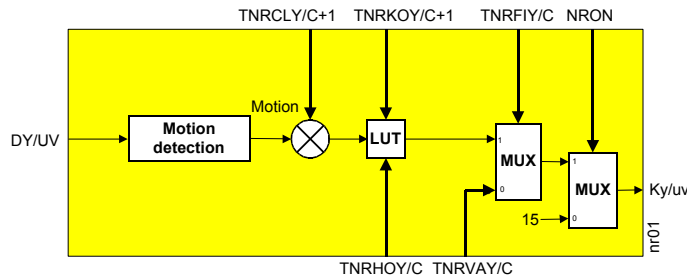 TNRCLY/C+1 TNRKOY/C+1 TNRFIY/C NRON
Motion
DY/UV
Motion
detection
LUT
1
MUX
0
1
MUX
15
0
Ky/uv
nr01
TNRHOY/C TNRVAY/C